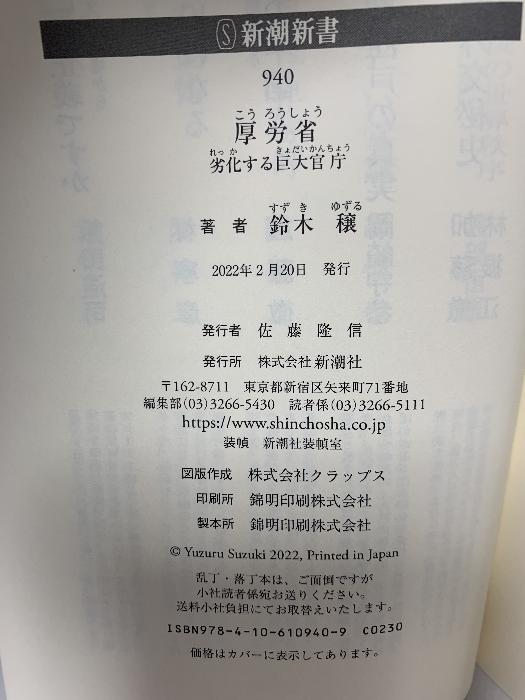 Ⓢ新潮新書
940
こうろうしょう
厚労省
れっか きょだいかんちょう
劣化する巨大官庁
すずき ゆずる
著者 鈴木 穣
2022年2月20日 発行
発行者 佐藤隆信
発行所 株式会社新潮社
〒162-8711 東京都新宿区矢来町71番地
編集部(03)3266-5430 読者係(03)3266-5111
https://www.shinchosha.co.jp
装幀 新潮社装幀室
図版作成 株式会社クラップス
印刷所 錦明印刷株式会社
製本所 錦明印刷株式会社
© Yuzuru Suzuki 2022, Printed in Japan
乱丁・落丁本は、ご面倒ですが
小社読者係宛お送りください。
送料小社負担にてお取替えいたします。
ISBN978-4-10-610940-9 C0230
価格はカバーに表示してあります。